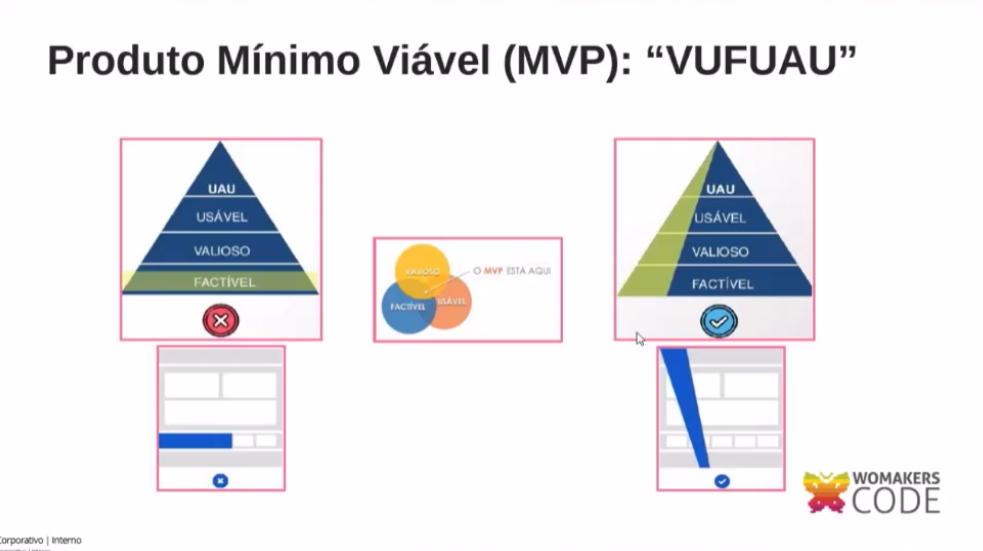 Produto Mínimo Viável (MVP): “VUFUAU”
UAU
USÁVEL
VALIOSO
FACTÍVEL
VALIOSO
O MVP ESTÁ AQUI
FACTÍVEL
USÁVEL
UAU
USÁVEL
VALIOSO
FACTÍVEL
WOMAKERS
CODE
Corporativo | Interno